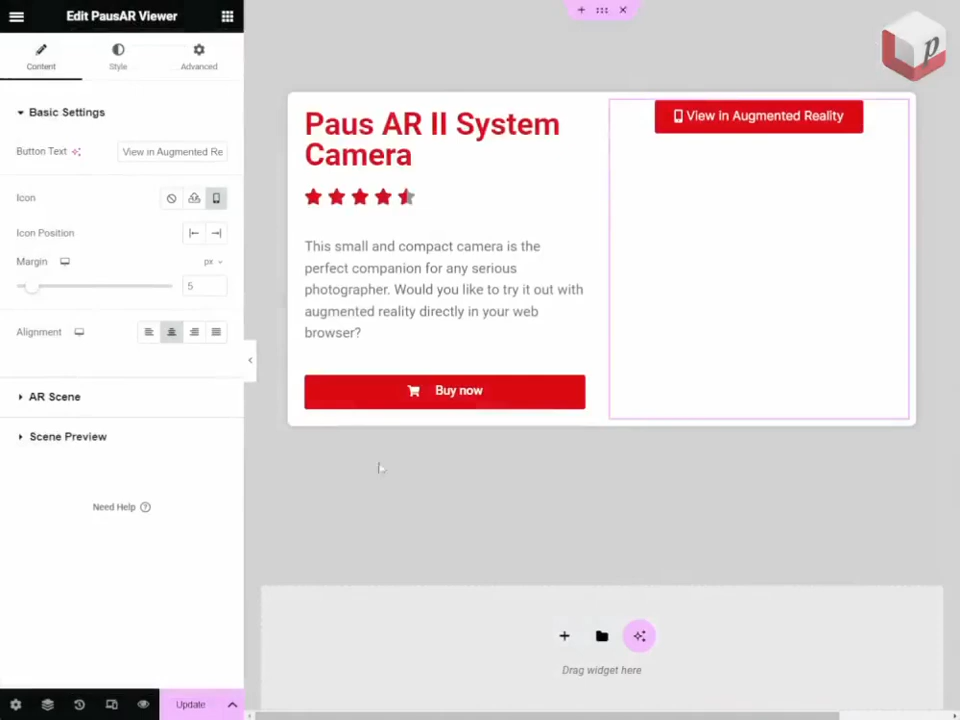 Edit PausAR Viewer
Content
Style
Advanced
Basic Settings
Button Text
View in Augmented Re
Icon
Icon Position
Margin
px
5
Alignment
AR Scene
Scene Preview
Need Help ?
Update
Paus AR II System
Camera
This small and compact camera is the
perfect companion for any serious
photographer. Would you like to try it out with
augmented reality directly in your web
browser?
Buy now
View in Augmented Reality
Drag widget here
p